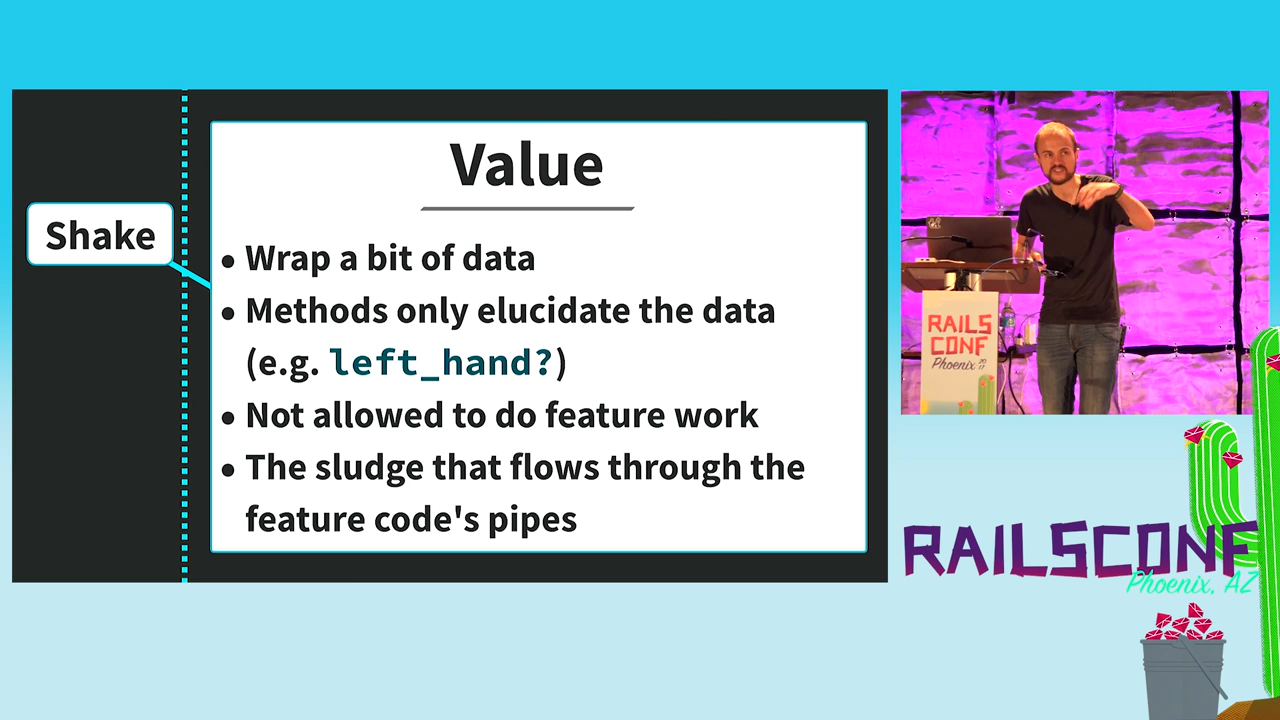 Shake
Value
• Wrap a bit of data
• Methods only elucidate the data
(e.g. left_hand?)
• Not allowed to do feature work
• The sludge that flows through the
feature code's pipes
RAILS
CONF
Phoenix 2017
RAILSCONF
Phoenix, AZ